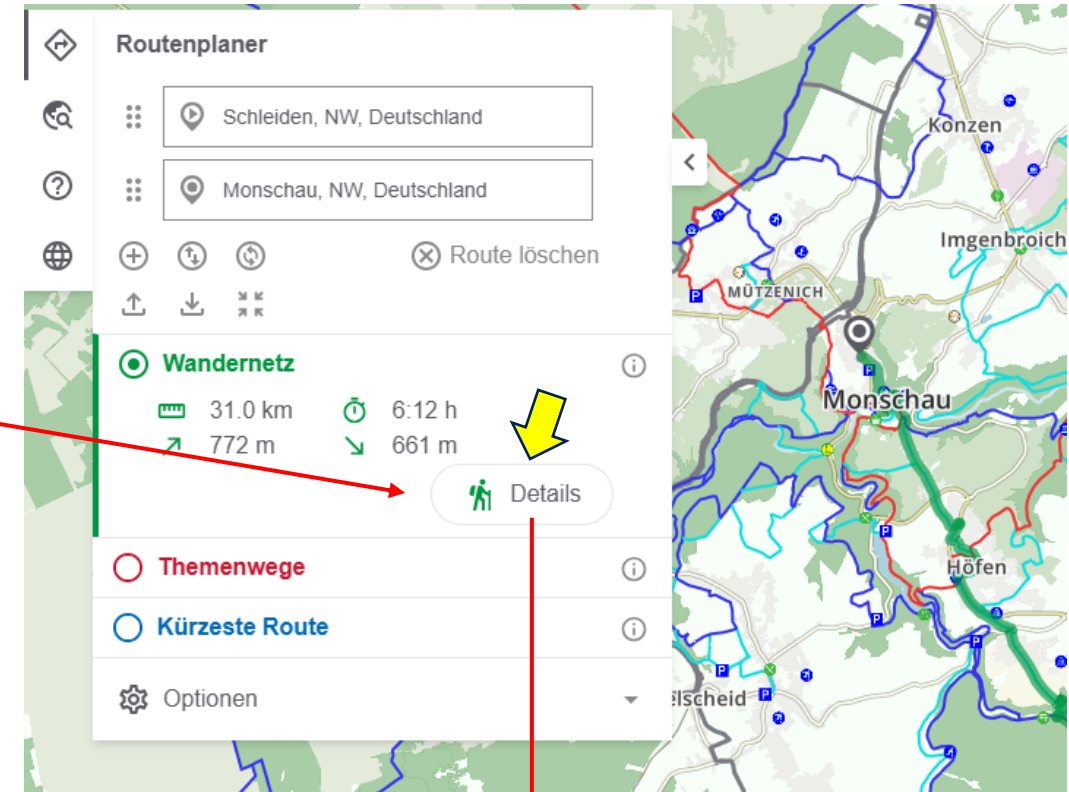 Routenplaner
Schleiden, NW, Deutschland
Monschau, NW, Deutschland
Route löschen
Wandernetz
31.0 km 6:12 h
772 m 661 m
Details
Themenwege
Kürzeste Route
Optionen
Konzen
Imgenbroich
MÜTZENICH
P
P
Monschau
P
Höfen
P
P
P
P
elscheid
P